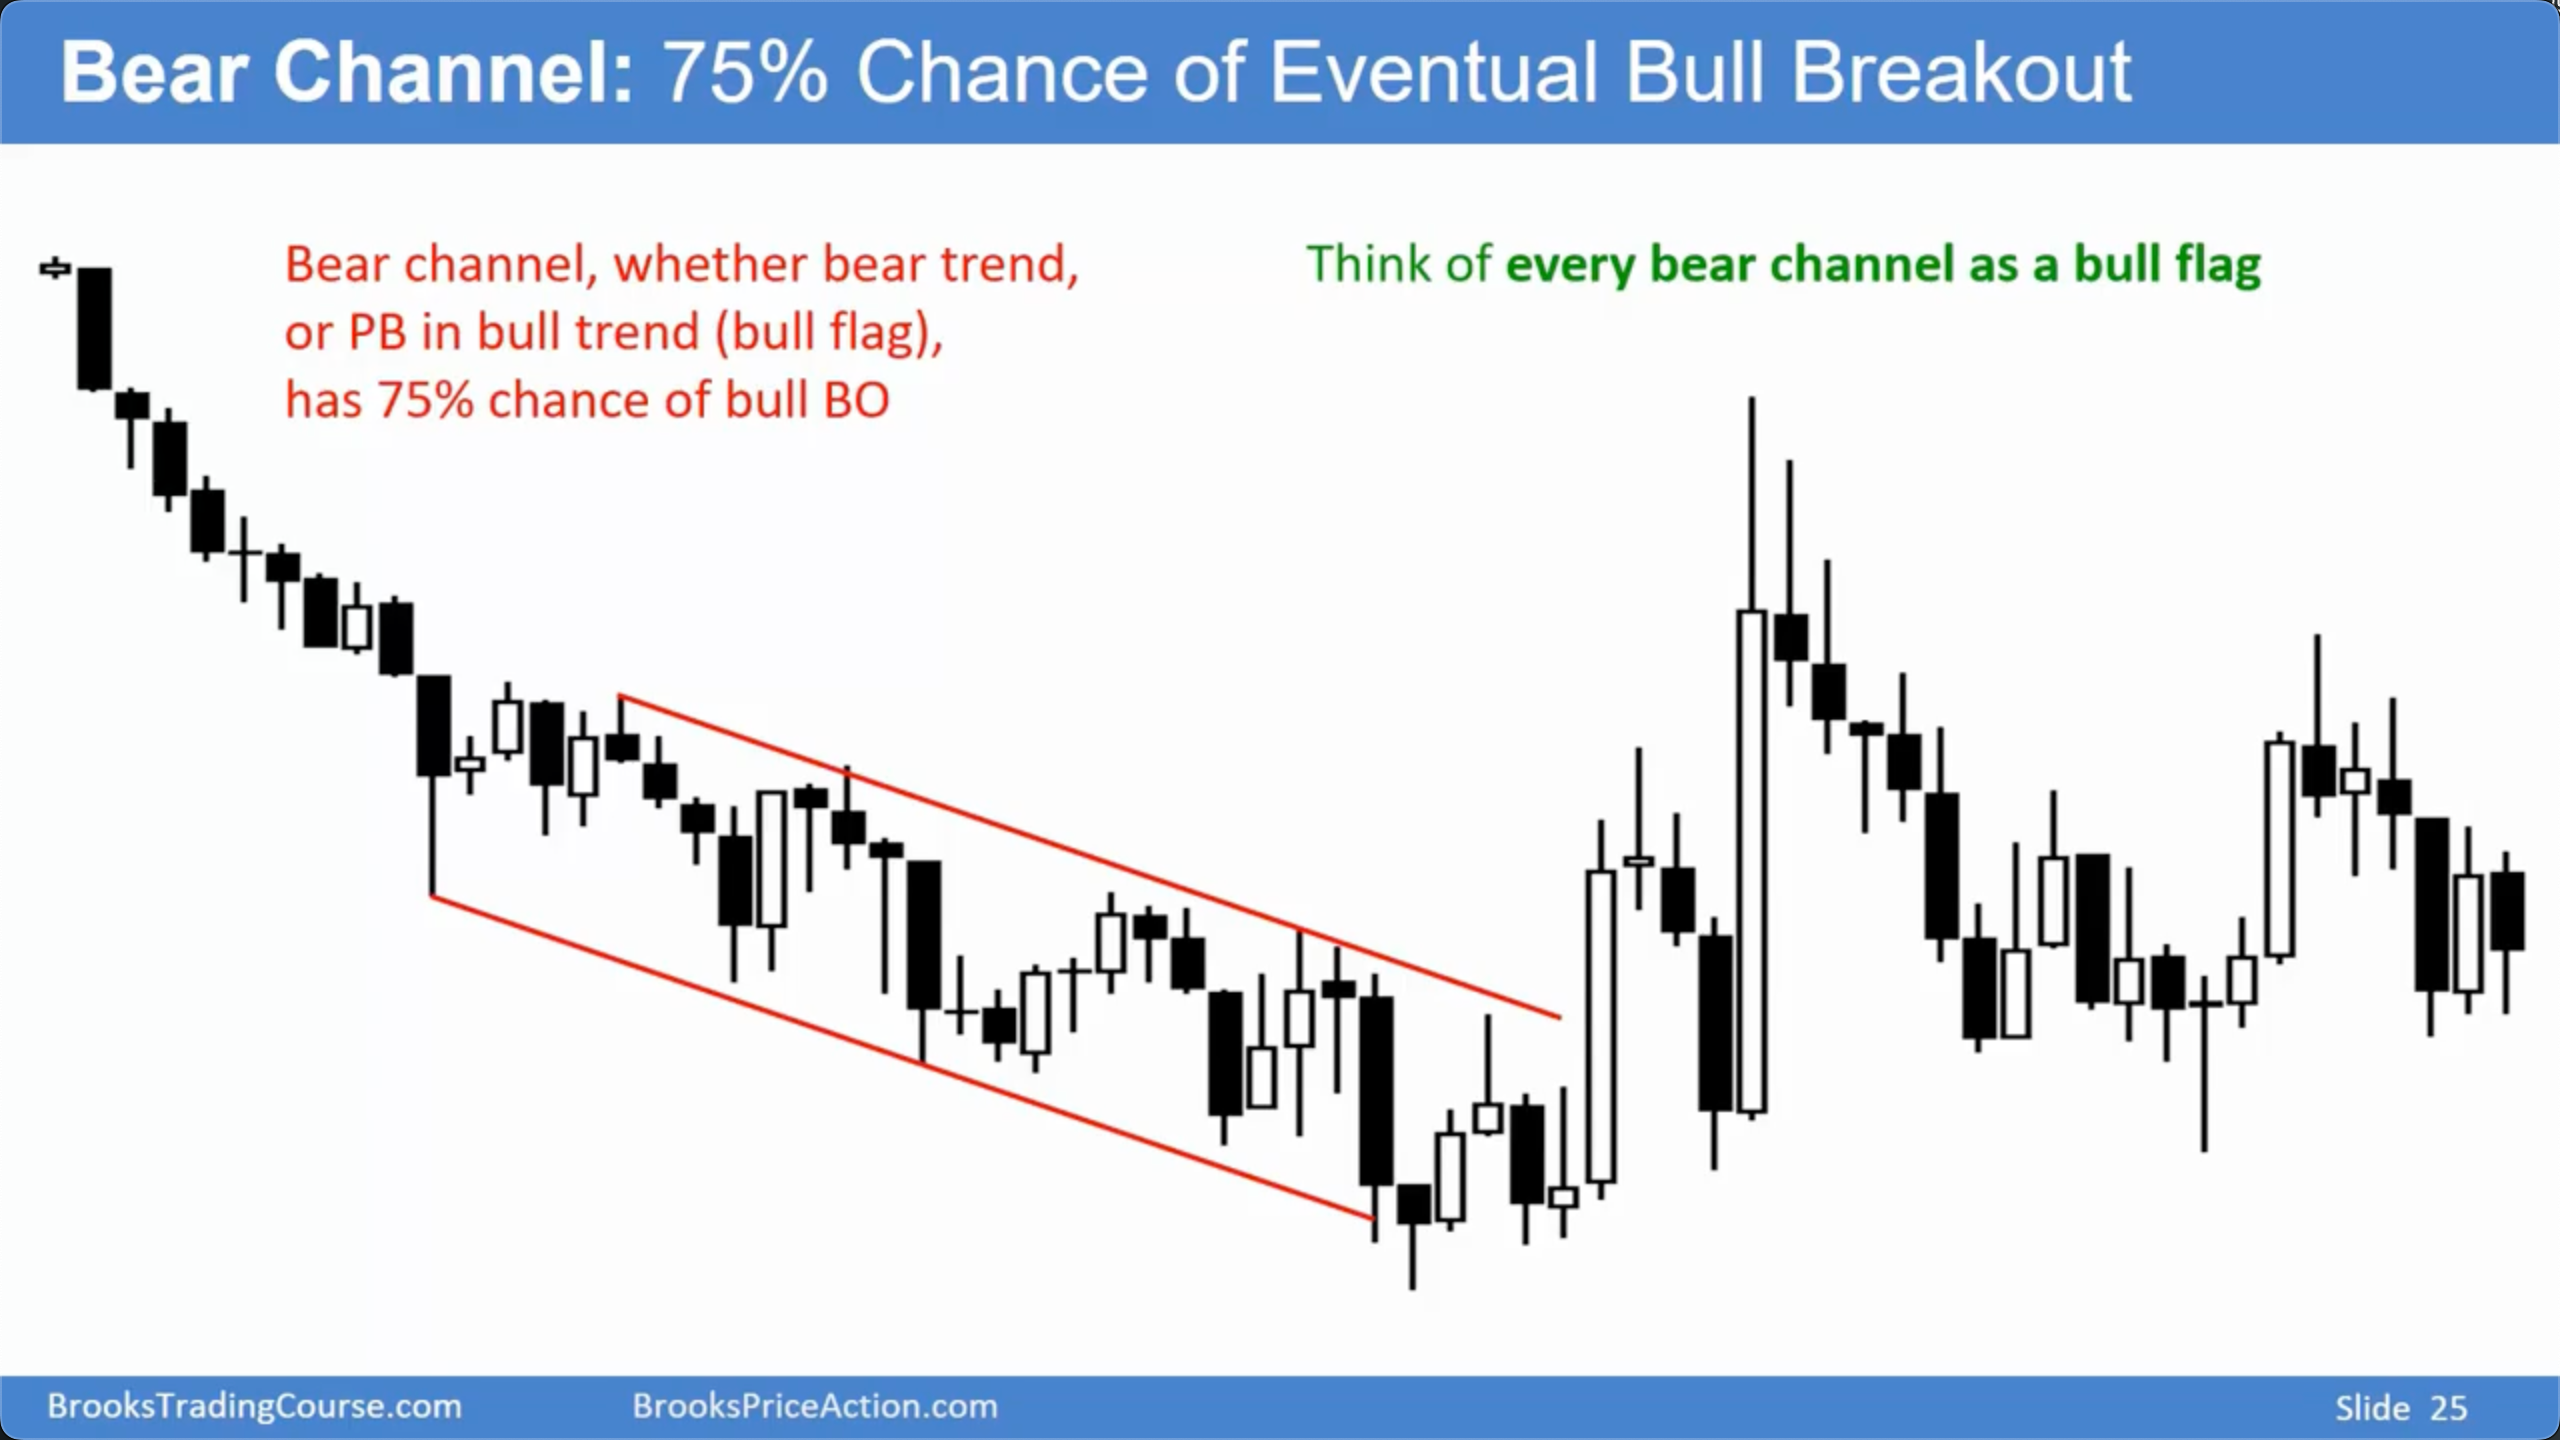 Bear Channel: 75% Chance of Eventual Bull Breakout
Bear channel, whether bear trend,
or PB in bull trend (bull flag),
has 75% chance of bull BO
Think of every bear channel as a bull flag
BrooksTradingCourse.com
BrooksPriceAction.com
Slide 25